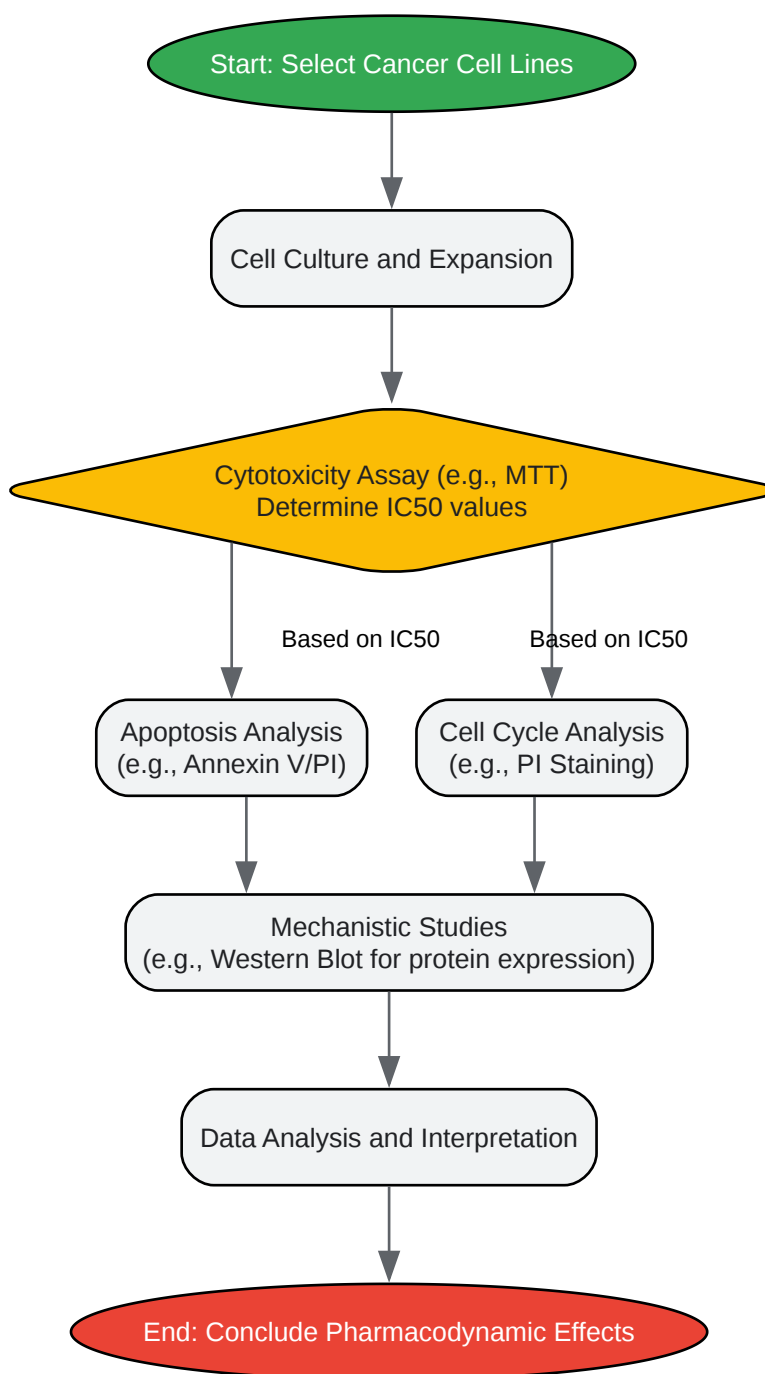 Start: Select Cancer Cell Lines
Cell Culture and Expansion
Cytotoxicity Assay (e.g., MTT)
Determine IC50 values
Based on IC50
Based on IC50
Apoptosis Analysis
(e.g., Annexin V/PI)
Cell Cycle Analysis
(e.g., PI Staining)
Mechanistic Studies
(e.g., Western Blot for protein expression)
Data Analysis and Interpretation
End: Conclude Pharmacodynamic Effects